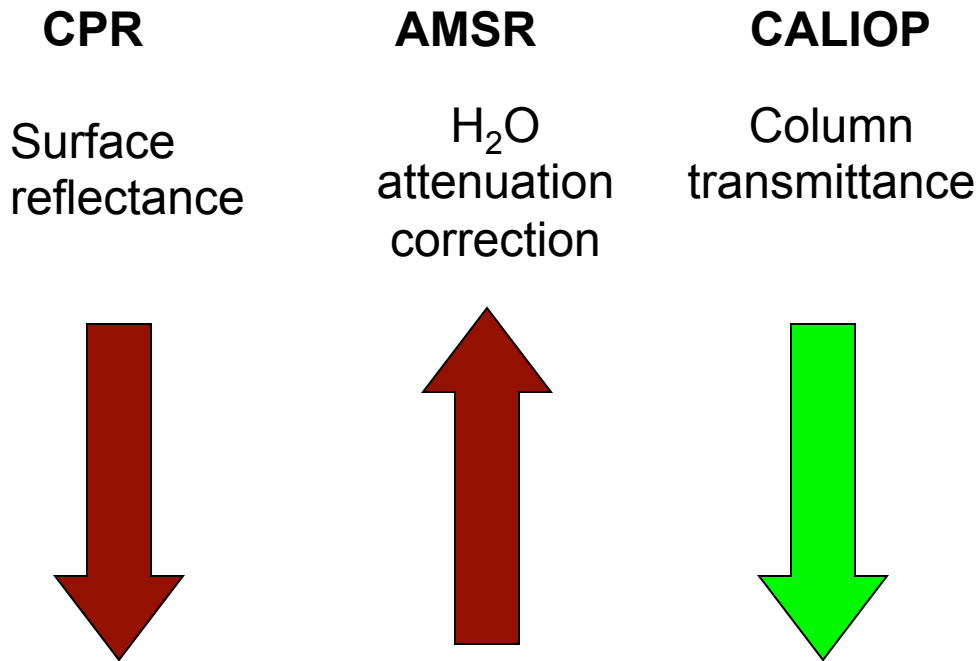 CPR
AMSR
CALIOP
Surface
reflectance
H₂O
attenuation
correction
Column
transmittance